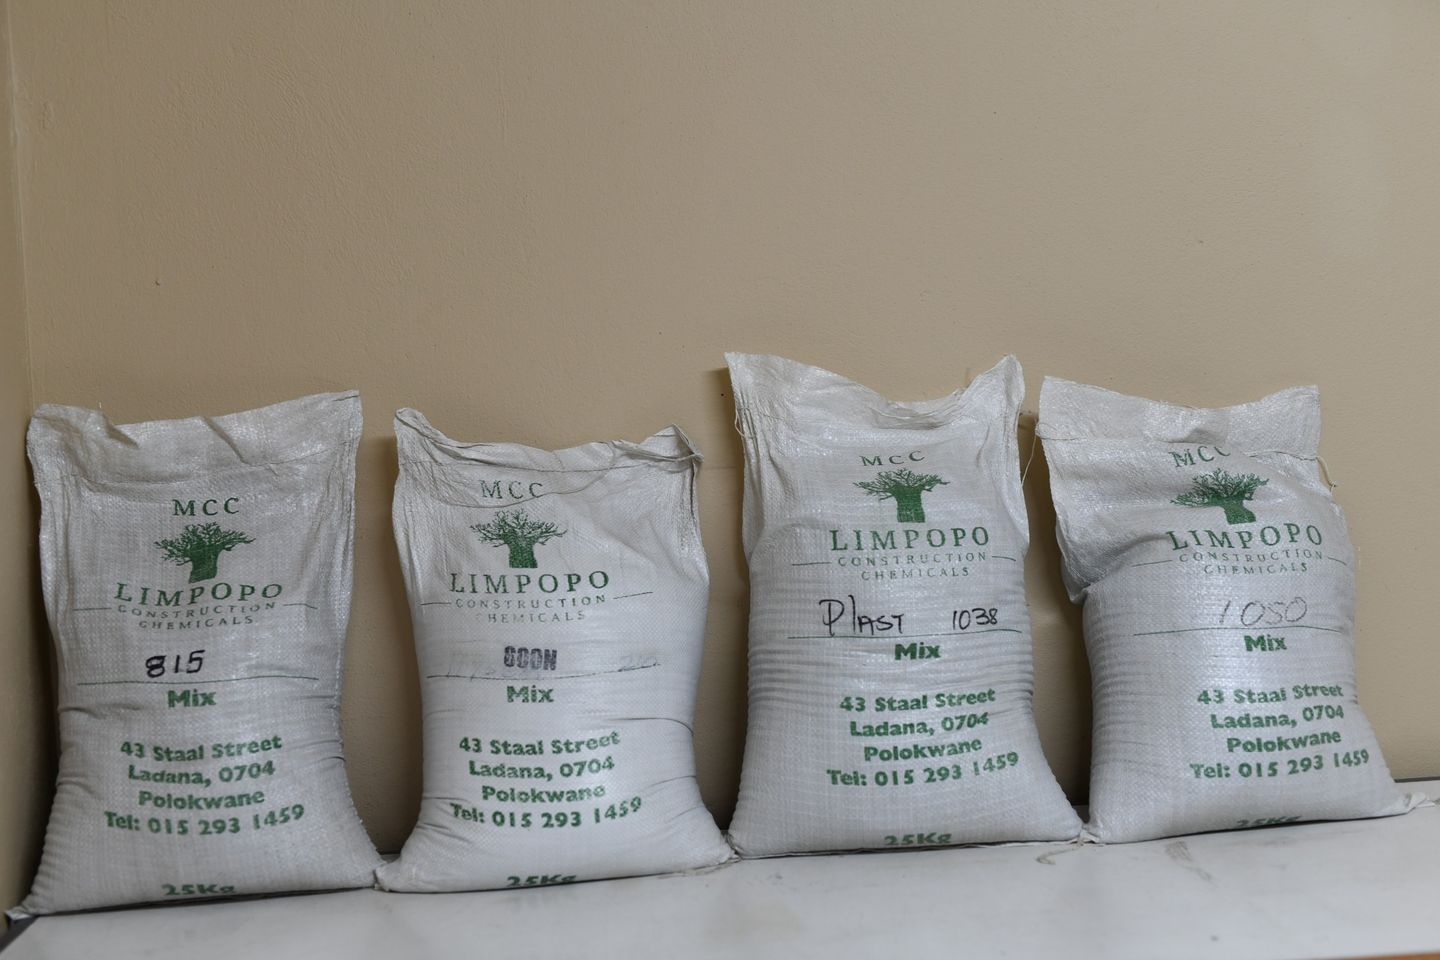 MCC
LIMPOPO
CONSTRUCTION
CHEMICALS
815
Mix
43 Staal Street
Ladana, 0704
Polokwane
Tel: 015 293 1459
25Kg
MCC
LIMPOPO
CONSTRUCTION
CHEMICALS
Mix
43 Staal Street
Ladana, 0704
Polokwane
Tel: 015 293 1459
25Kg
MCC
LIMPOPO
CONSTRUCTION
CHEMICALS
PlAST 1038
Mix
43 Staal Street
Ladana, 0704
Polokwane
Tel: 015 293 1459
25Kg
MCC
LIMPOPO
CONSTRUCTION
CHEMICALS
1050
Mix
43 Staal Street
Ladana, 0704
Polokwane
Tel: 015 293 1459
25Kg